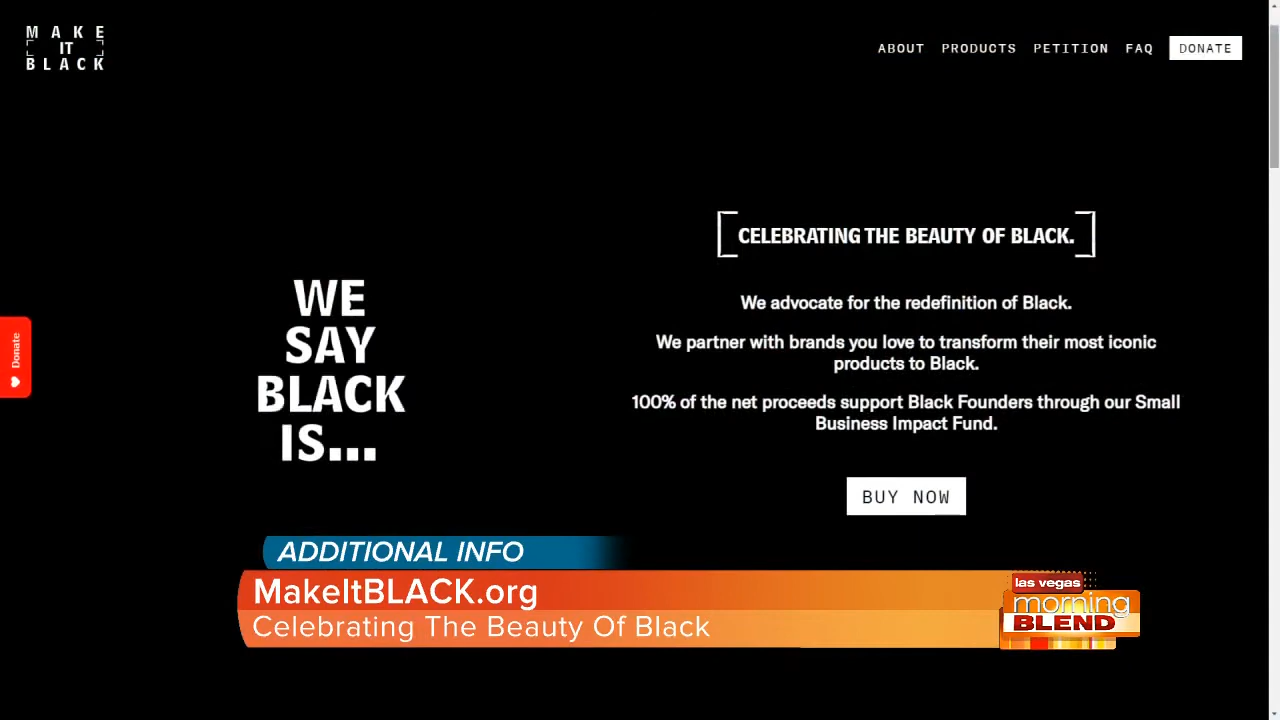 MAKE
IT
BLACK
ABOUT PRODUCTS PETITION FAQ DONATE
CELEBRATING THE BEAUTY OF BLACK.
WE
SAY
BLACK
IS...
We advocate for the redefinition of Black.
We partner with brands you love to transform their most iconic
products to Black.
100% of the net proceeds support Black Founders through our Small
Business Impact Fund.
Donate
BUY NOW
ADDITIONAL INFO
MakeItBLACK.org
Celebrating The Beauty Of Black
las vegas
morning
BLEND